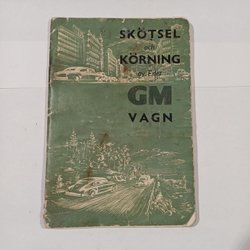 SKÖTSEL
och
KÖRNING
av Eder
GM
VAGN